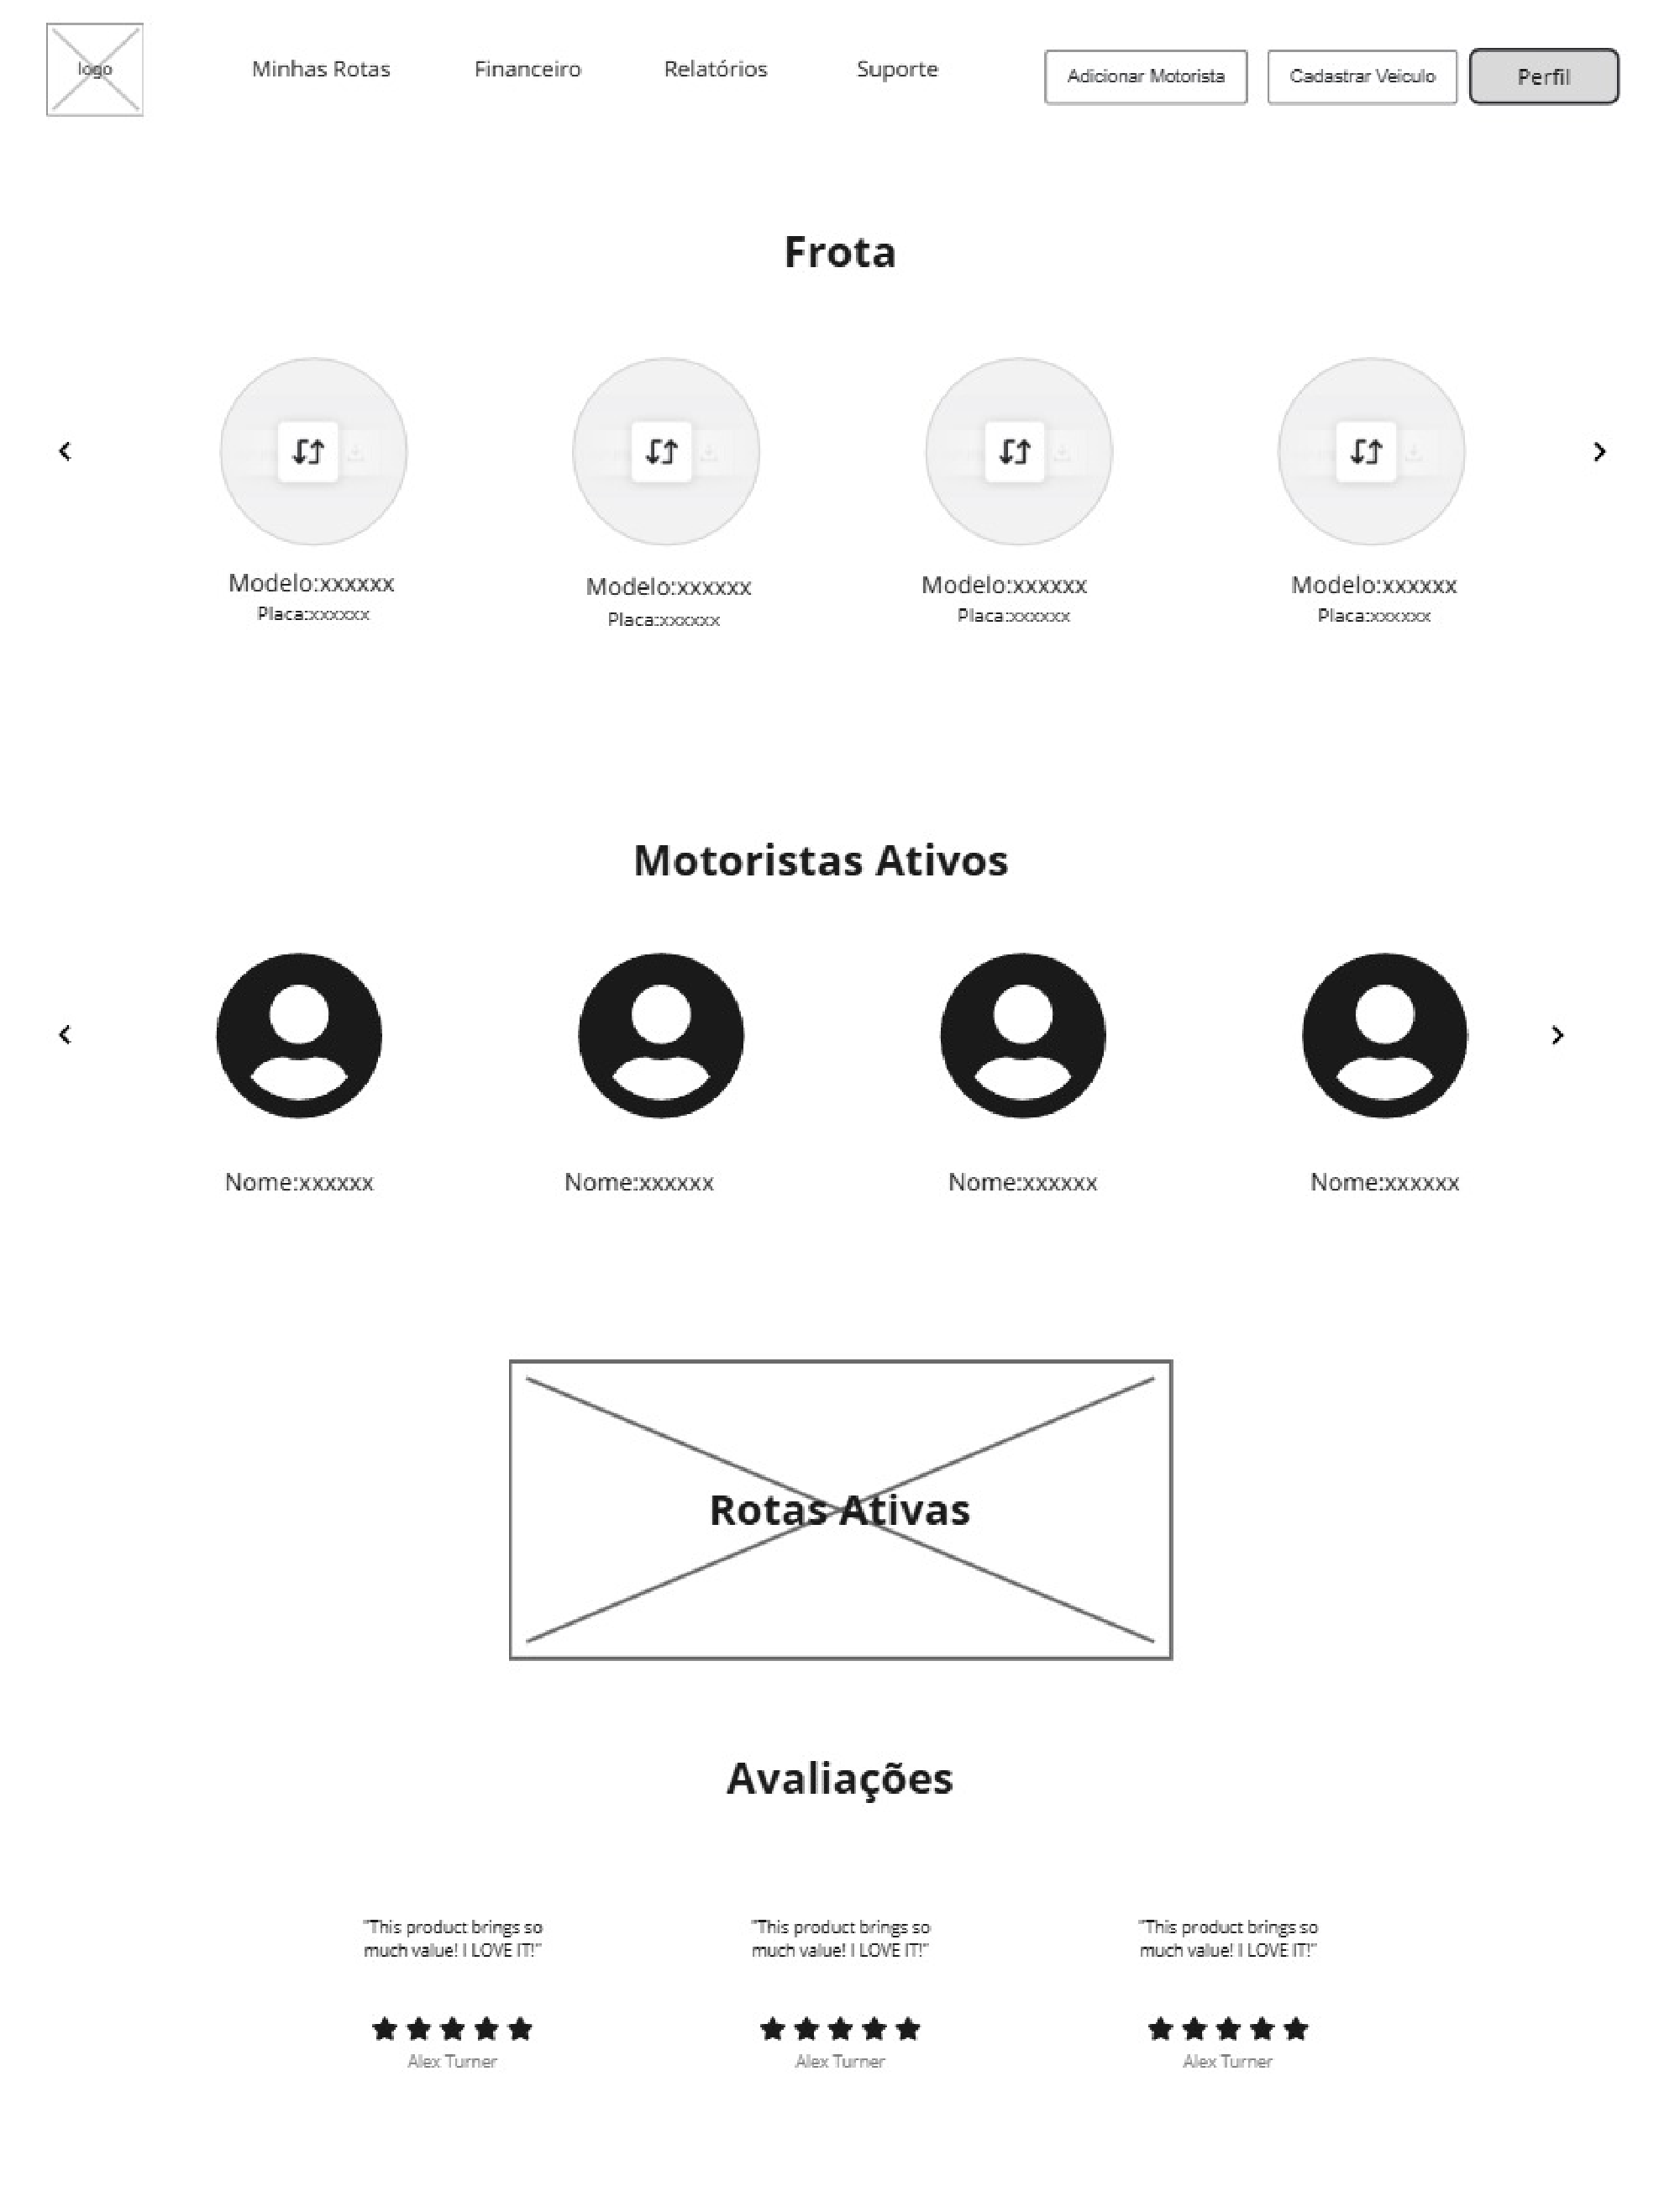 logo
Minhas Rotas
Financeiro
Relatórios
Suporte
Adicionar Motorista
Cadastrar Veiculo
Perfil
Frota
Modelo:xxxxxx
Placa:xxxxxx
Modelo:xxxxxx
Placa:xxxxxx
Modelo:xxxxxx
Placa:xxxxxx
Modelo:xxxxxx
Placa:xxxxxx
Motoristas Ativos
Nome:xxxxxx
Nome:xxxxxx
Nome:xxxxxx
Nome:xxxxxx
Rotas Ativas
Avaliações
"This product brings so
much value! I LOVE IT!"
Alex Turner
"This product brings so
much value! I LOVE IT!"
Alex Turner
"This product brings so
much value! I LOVE IT!"
Alex Turner